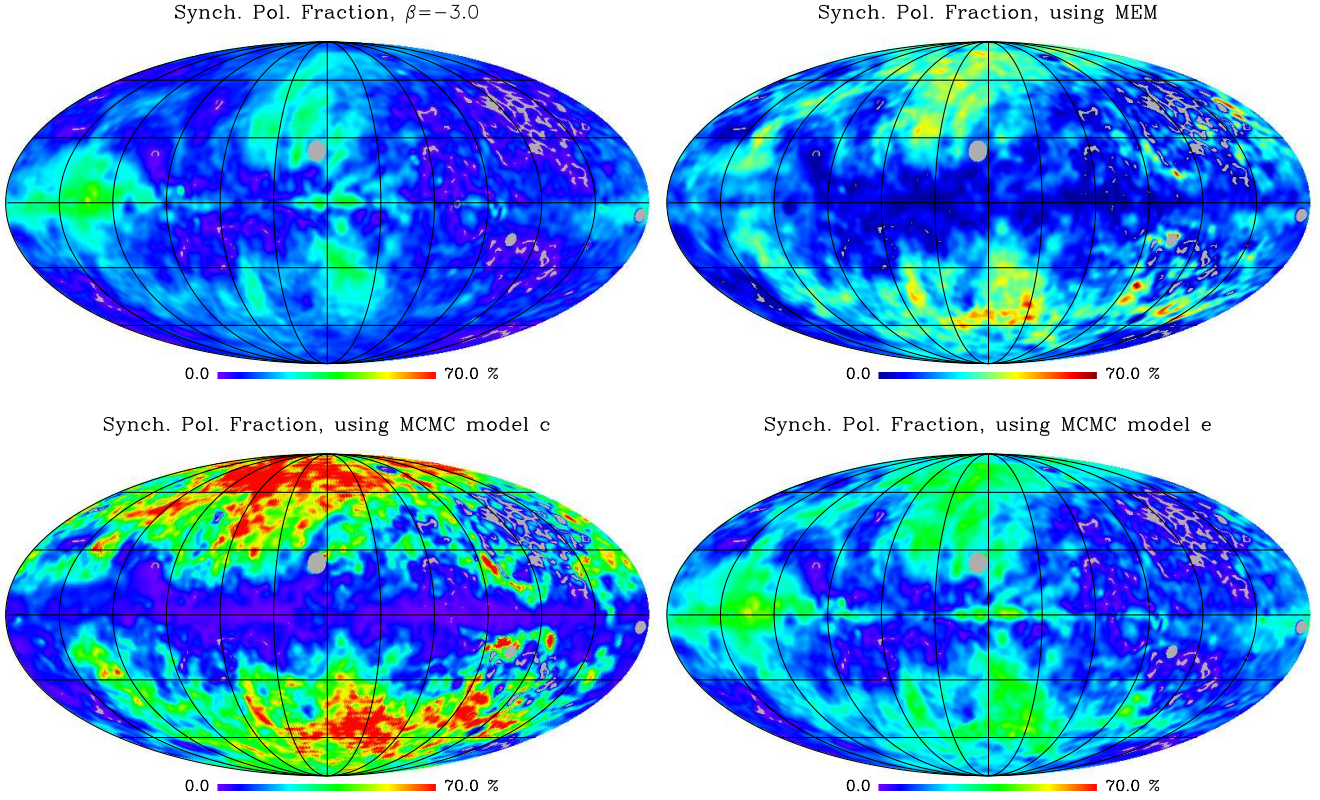 Synch. Pol. Fraction, β=−3.0
Synch. Pol. Fraction, using MEM
0.0 70.0 %
0.0 70.0 %
Synch. Pol. Fraction, using MCMC model c
Synch. Pol. Fraction, using MCMC model e
0.0 70.0 %
0.0 70.0 %